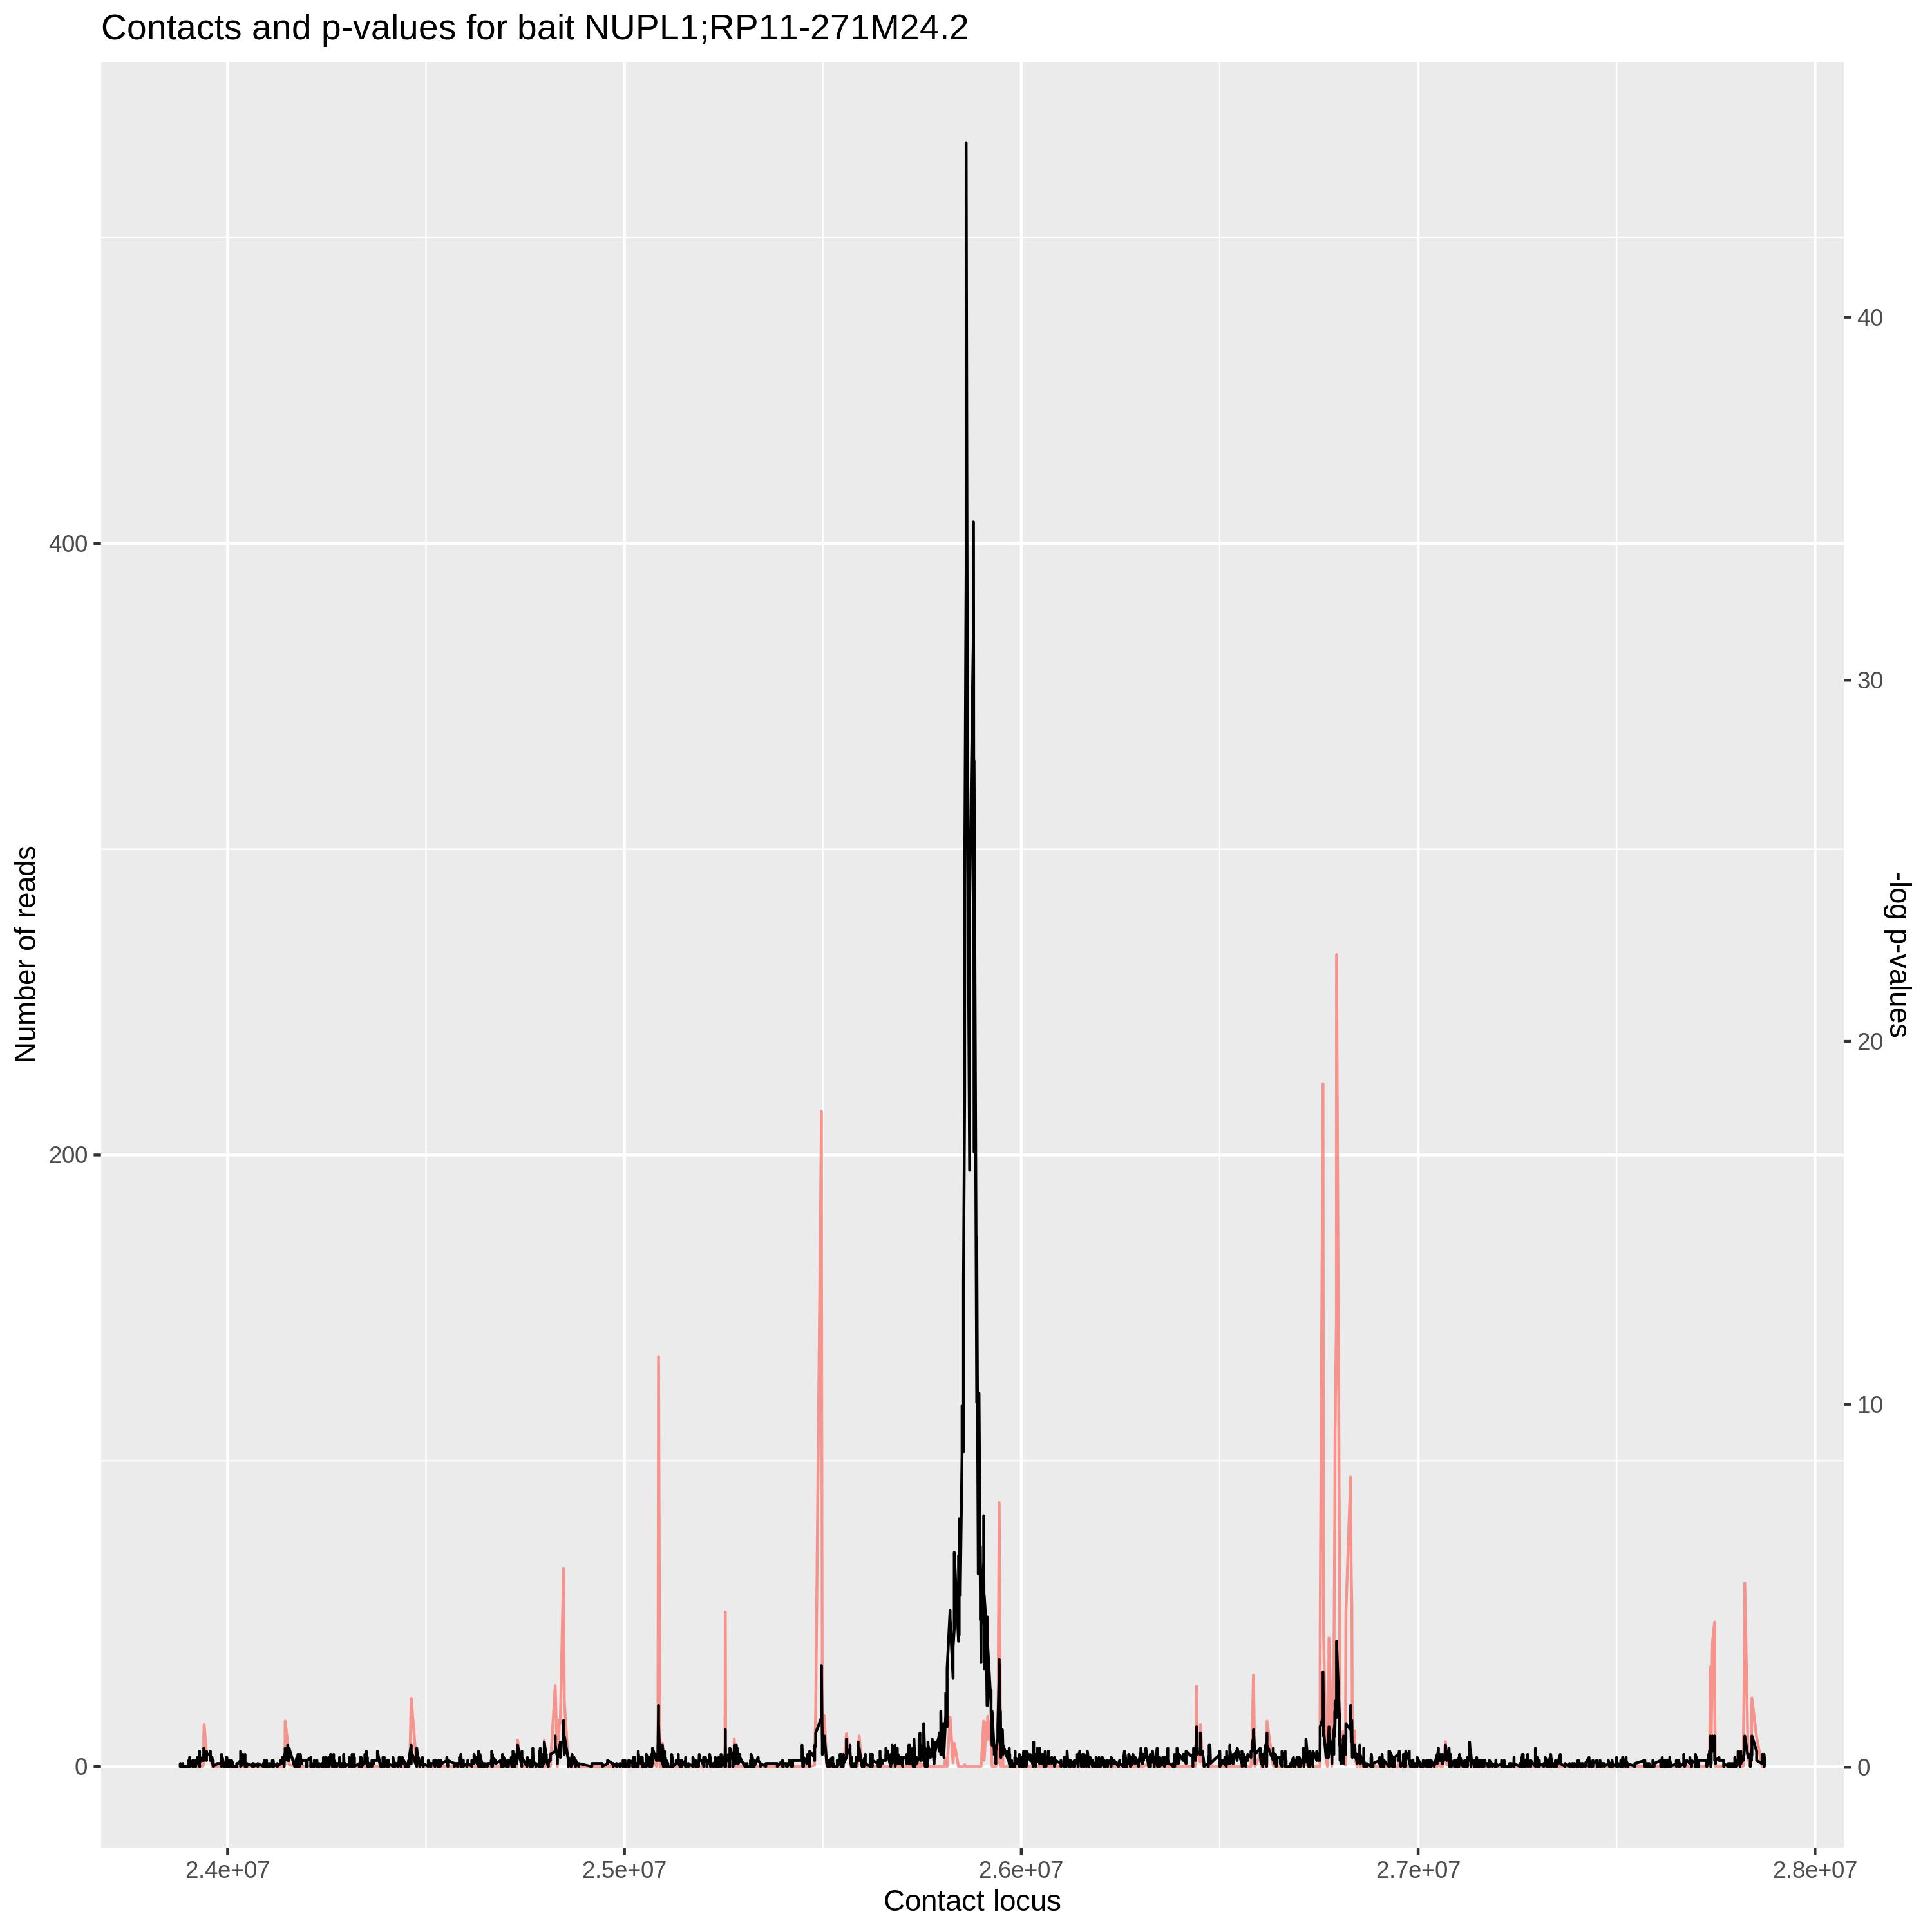 Contacts and p-values for bait NUPL1;RP11-271M24.2
Number of reads
400
200
0
40
30
20
10
0
-log p-values
2.4e+07 2.5e+07 2.6e+07 2.7e+07 2.8e+07
Contact locus